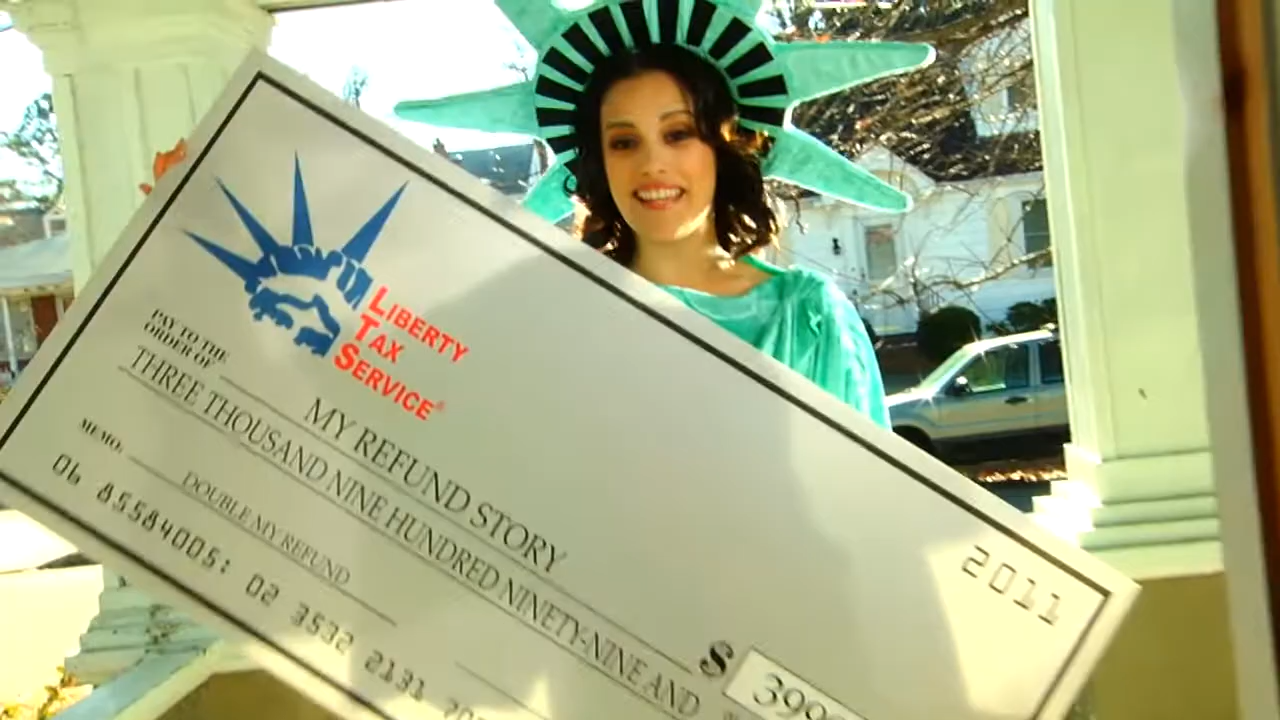 LIBERTY
TAX
SERVICE®
2011
PAY TO THE
ORDER OF
MY REFUND STORY
$
THREE THOUSAND NINE HUNDRED NINETY-NINE AND
MEMO:
DOUBLE MY REFUND
06 85584005: 02 3532 2131